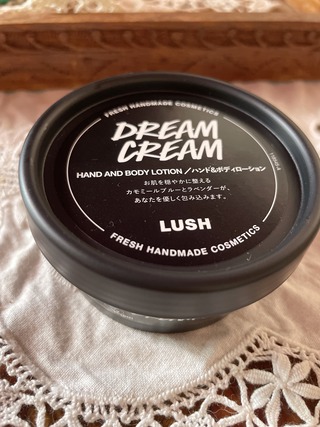 FRESH HANDMADE COSMETICS
DREAM
CREAM
HAND AND BODY LOTION／ハンド&ボディローション
お肌を穏やかに整える
カモミールブルーとラベンダーが、
あなたを優しく包み込みます。
LUSH
FRESH HANDMADE COSMETICS